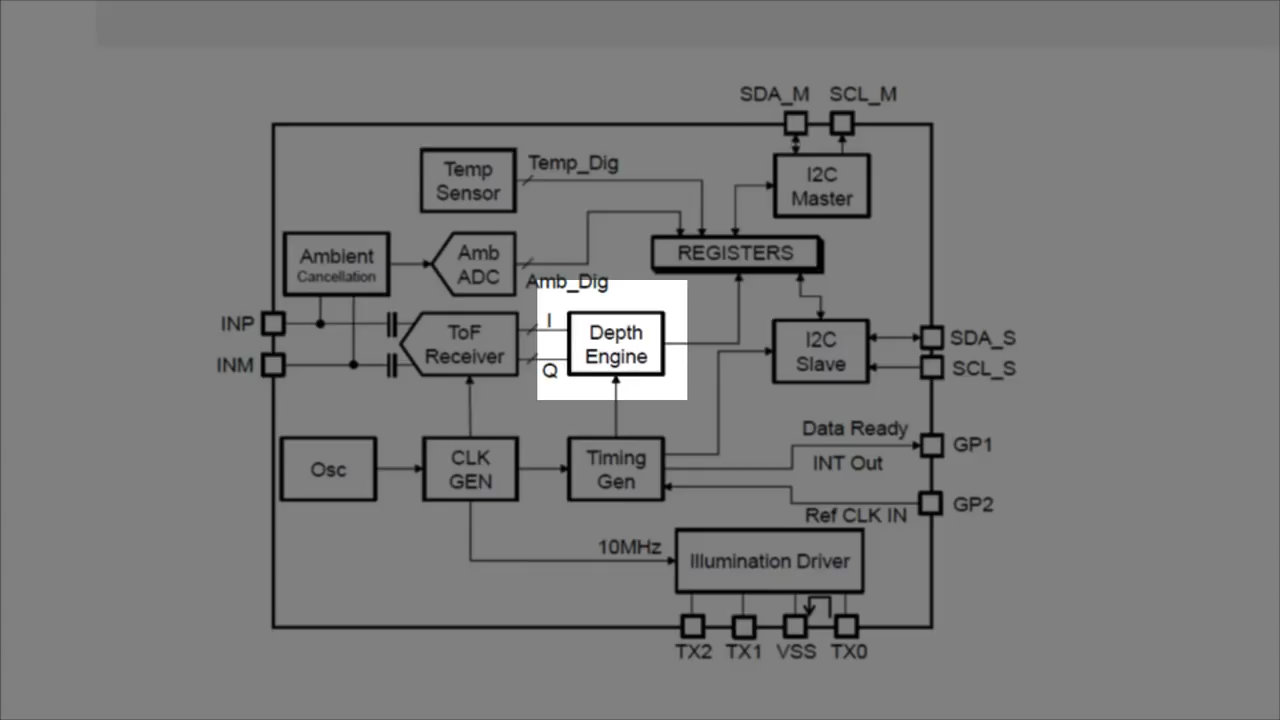 SDA_M
SCL_M
Temp
Sensor
Temp_Dig
I2C
Master
Ambient
Cancellation
Amb
ADC
REGISTERS
Amb_Dig
INP
INM
ToF
Receiver
I
Q
Depth
Engine
I2C
Slave
SDA_S
SCL_S
Osc
CLK
GEN
Timing
Gen
Data Ready
GP1
INT Out
GP2
Ref CLK IN
10MHz
Illumination Driver
TX2
TX1
VSS
TX0